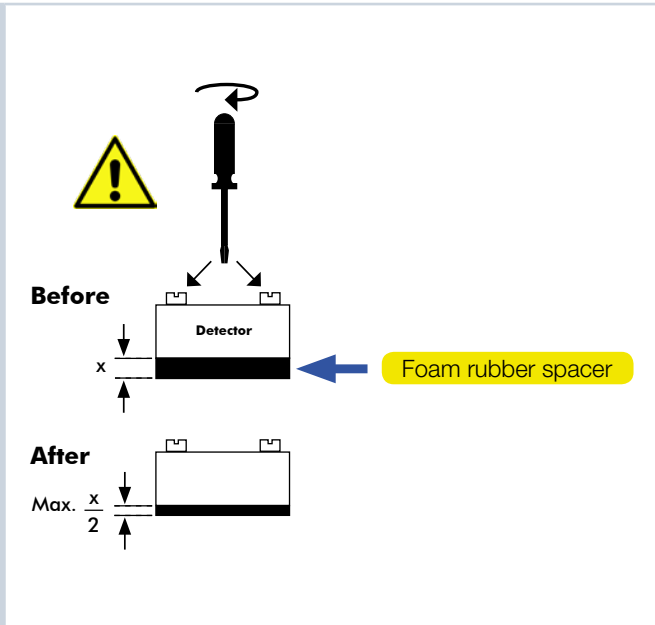 Before
Detector
x
Foam rubber spacer
After
Max. x
2